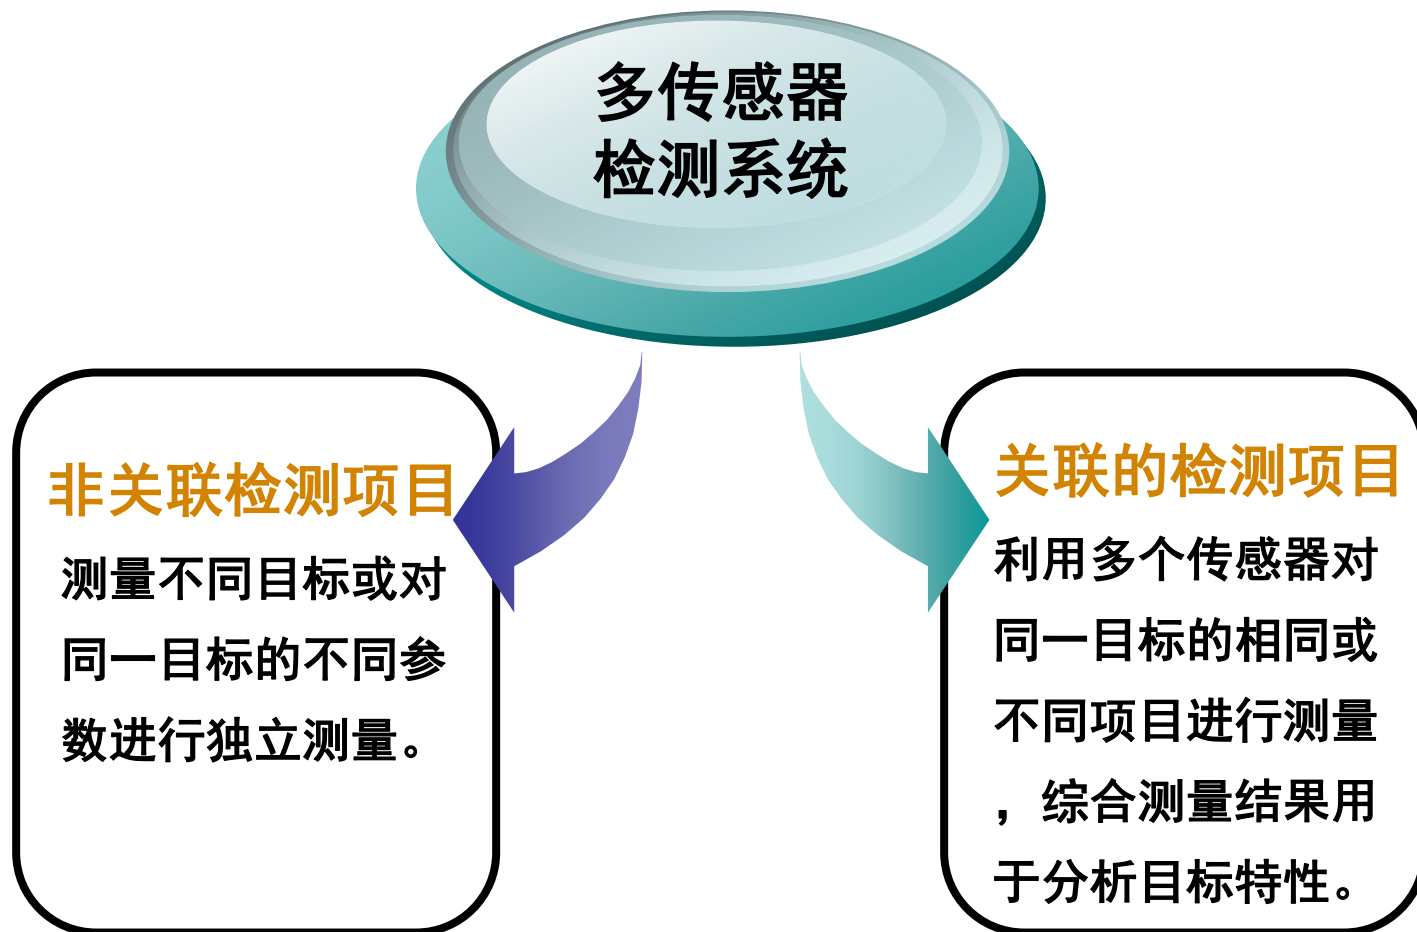 多传感器
检测系统
非关联检测项目
测量不同目标或对
同一目标的不同参
数进行独立测量。
关联的检测项目
利用多个传感器对
同一目标的相同或
不同项目进行测量
，综合测量结果用
于分析目标特性。